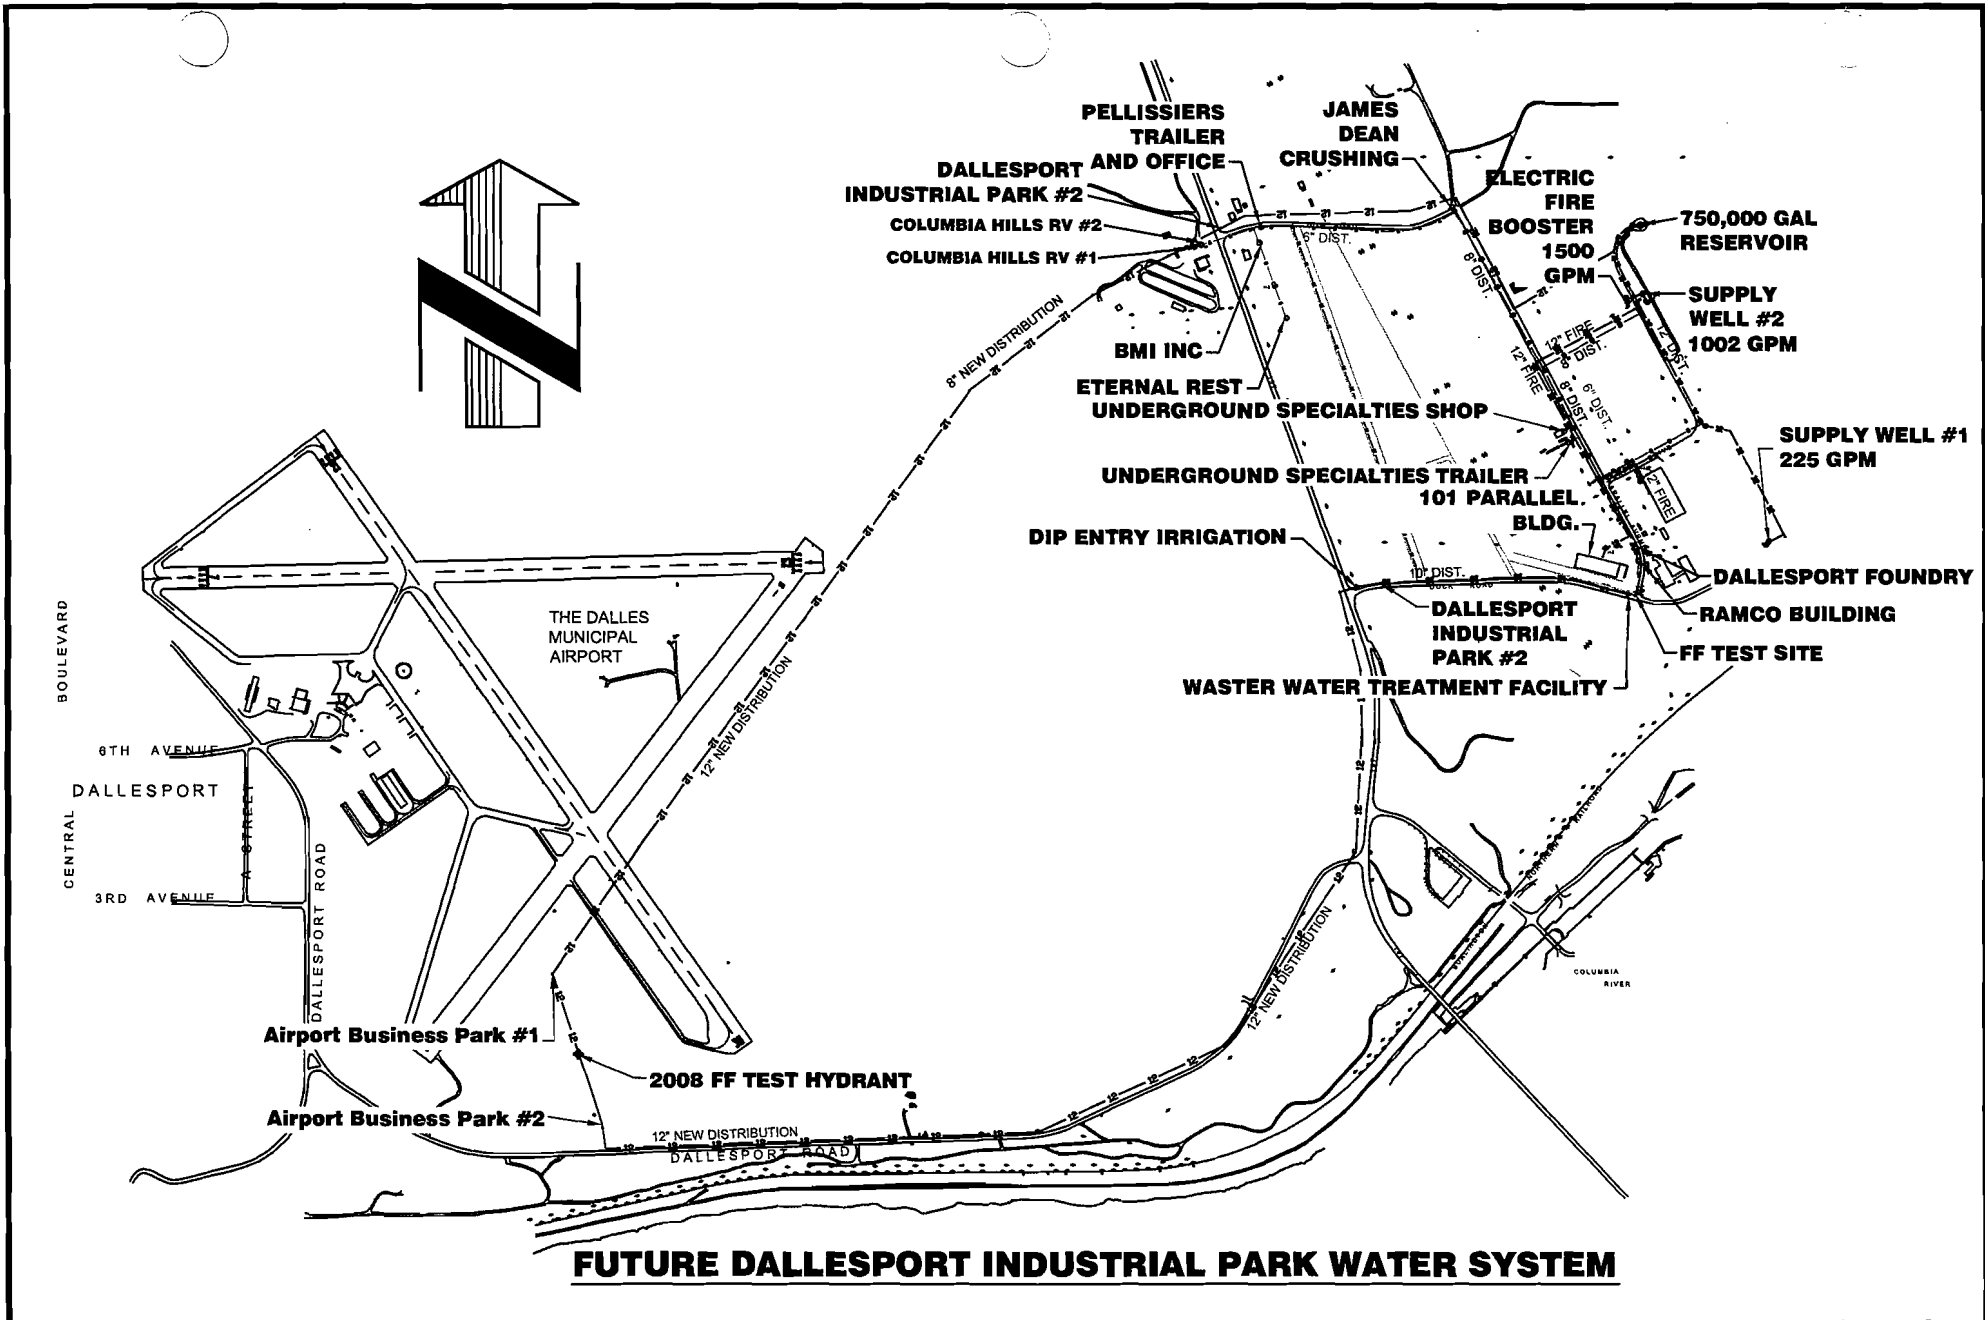 PELLISSIERS
TRAILER
AND OFFICE
JAMES
DEAN
CRUSHING
DALLESPORT
INDUSTRIAL PARK #2
COLUMBIA HILLS RV #2
COLUMBIA HILLS RV #1
ELECTRIC
FIRE
BOOSTER
1500
GPM
750,000 GAL
RESERVOIR
SUPPLY
WELL #2
1002 GPM
6" DIST.
8" DIST.
12" FIRE
DIST.
12" DIST.
12" FIRE
8" DIST.
6" DIST.
8" NEW DISTRIBUTION
BMI INC
ETERNAL REST
UNDERGROUND SPECIALTIES SHOP
SUPPLY WELL #1
225 GPM
UNDERGROUND SPECIALTIES TRAILER
12" FIRE
101 PARALLEL
BLDG.
DIP ENTRY IRRIGATION
10" DIST.
DOCK ROAD
DALLESPORT FOUNDRY
DALLESPORT
INDUSTRIAL
PARK #2
RAMCO BUILDING
FF TEST SITE
WASTER WATER TREATMENT FACILITY
THE DALLES
MUNICIPAL
AIRPORT
12" NEW DISTRIBUTION
BOULEVARD
6TH AVENUE
DALLESPORT
A STREET
CENTRAL
3RD AVENUE
DALLESPORT ROAD
12" NEW DISTRIBUTION
BURLINGTON
NORTHERN
RAILROAD
COLUMBIA
RIVER
Airport Business Park #1
2008 FF TEST HYDRANT
Airport Business Park #2
12" NEW DISTRIBUTION
DALLESPORT ROAD
FUTURE DALLESPORT INDUSTRIAL PARK WATER SYSTEM